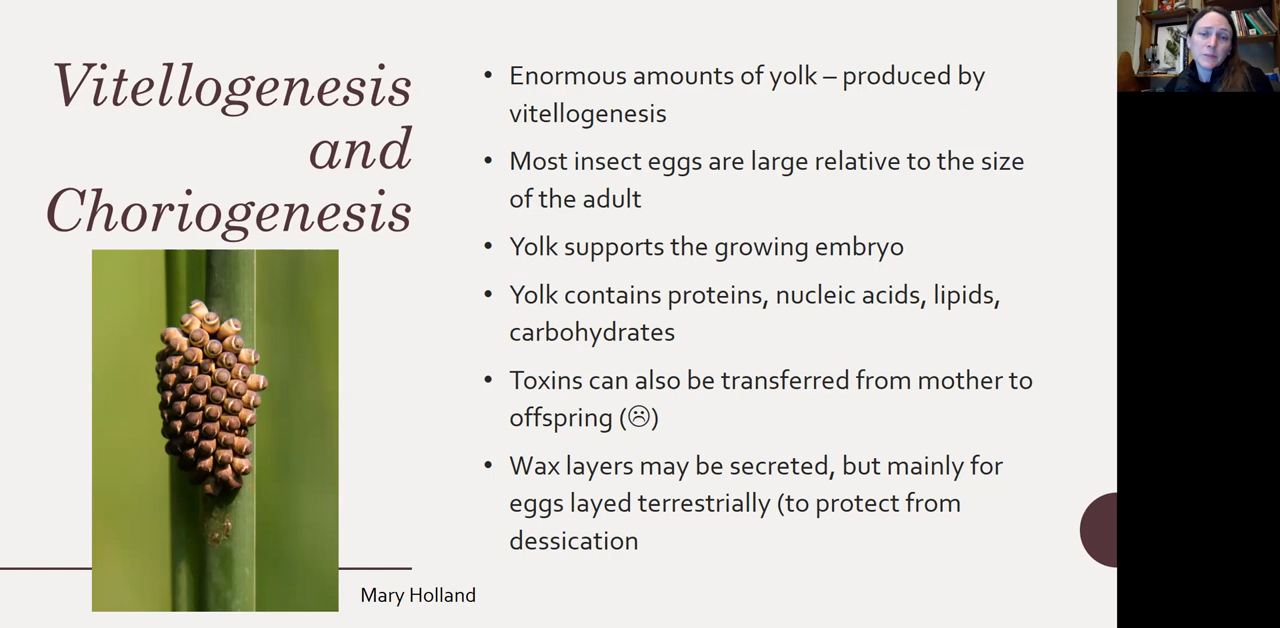 Vitellogenesis
and
Choriogenesis
• Enormous amounts of yolk – produced by
vitellogenesis
• Most insect eggs are large relative to the size
of the adult
• Yolk supports the growing embryo
• Yolk contains proteins, nucleic acids, lipids,
carbohydrates
• Toxins can also be transferred from mother to
offspring (☹)
• Wax layers may be secreted, but mainly for
eggs layed terrestrially (to protect from
dessication
Mary Holland